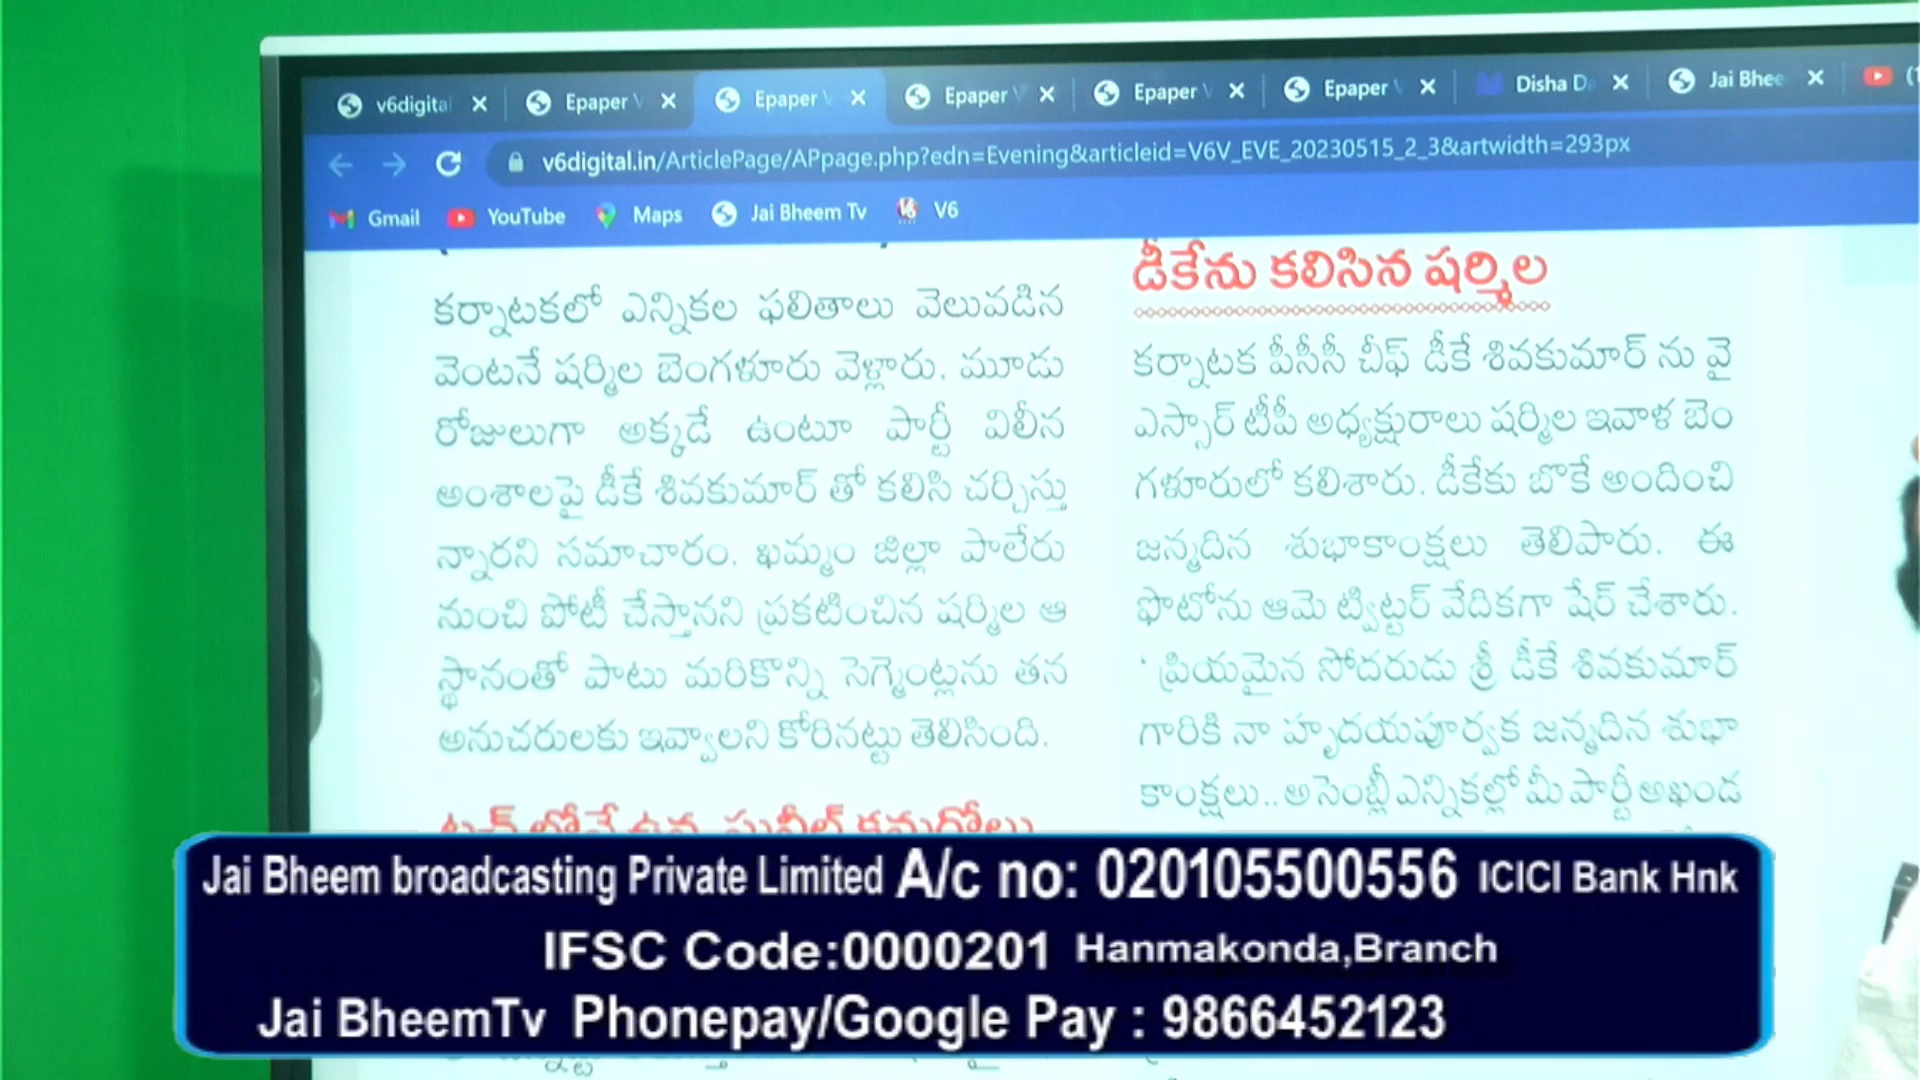 v6digital
Epaper V
Epaper V
Epaper V
Epaper V
Epaper V
Disha D
Jai Bhee
v6digital.in/ArticlePage/APpage.php?edn=Evening&articleid=V6V_EVE_20230515_2_3&artwidth=293px
Gmail YouTube Maps Jai Bheem Tv V6
కర్నాటకలో ఎన్నికల ఫలితాలు వెలువడిన
వెంటనే షర్మిల బెంగళూరు వెళ్లారు. మూడు
రోజులుగా అక్కడే ఉంటూ పార్టీ విలీన
అంశాలపై డీకే శివకుమార్ తో కలిసి చర్చిస్తు
న్నారని సమాచారం. ఖమ్మం జిల్లా పాలేరు
నుంచి పోటీ చేస్తానని ప్రకటించిన షర్మిల ఆ
స్థానంతో పాటు మరికొన్ని సెగ్మెంట్లను తన
అనుచరులకు ఇవ్వాలని కోరినట్టు తెలిసింది.
డీకేను కలిసిన షర్మిల
కర్నాటక పీసీసీ చీఫ్ డీకే శివకుమార్ ను వై
ఎస్సార్ టీపీ అధ్యక్షురాలు షర్మిల ఇవాళ బెం
గళూరులో కలిశారు. డీకేకు బొకే అందించి
జన్మదిన శుభాకాంక్షలు తెలిపారు. ఈ
ఫొటోను ఆమె ట్విట్టర్ వేదికగా షేర్ చేశారు.
‘ప్రియమైన సోదరుడు శ్రీ డీకే శివకుమార్
గారికి నా హృదయపూర్వక జన్మదిన శుభా
కాంక్షలు.. అసెంబ్లీ ఎన్నికల్లో మీ పార్టీ అఖండ
Jai Bheem broadcasting Private Limited A/c no: 020105500556 ICICI Bank Hnk
IFSC Code:0000201 Hanmakonda,Branch
Jai BheemTv Phonepay/Google Pay : 9866452123